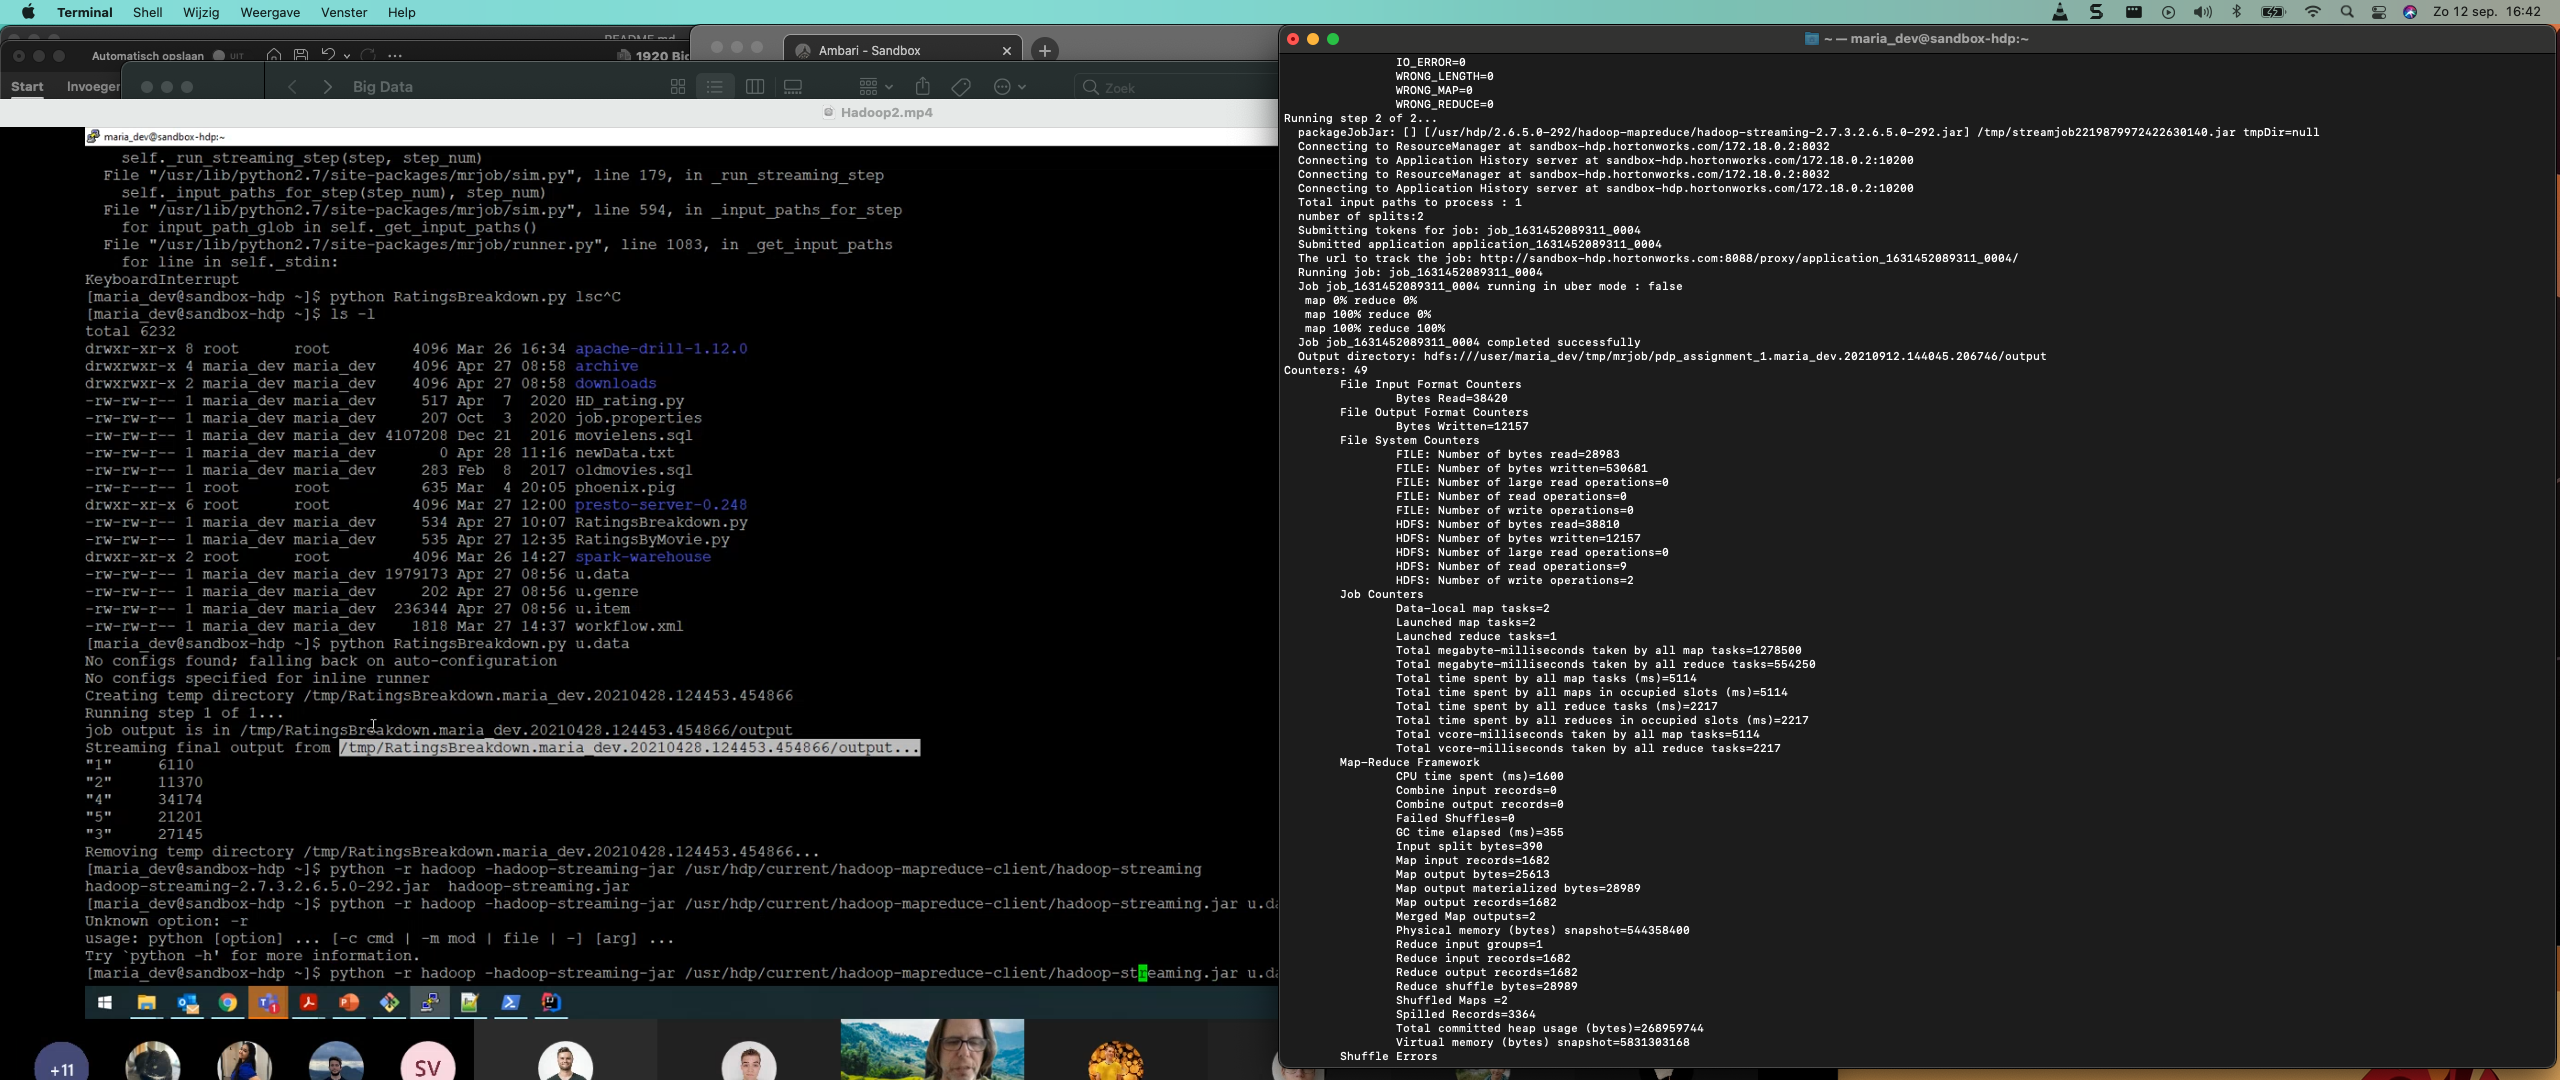 Terminal Shell Wijzig Weergave Venster Help
Zo 12 sep. 16:42
README.md
Automatisch opslaan UIT
1920 Bi
Ambari - Sandbox
Start Invoegen
Big Data
Zoek
Hadoop2.mp4
maria_dev@sandbox-hdp:~
self._run_streaming_step(step, step_num)
File "/usr/lib/python2.7/site-packages/mrjob/sim.py", line 179, in _run_streaming_step
self._input_paths_for_step(step_num), step_num)
File "/usr/lib/python2.7/site-packages/mrjob/sim.py", line 594, in _input_paths_for_step
for input_path_glob in self._get_input_paths()
File "/usr/lib/python2.7/site-packages/mrjob/runner.py", line 1083, in _get_input_paths
for line in self._stdin:
KeyboardInterrupt
[maria_dev@sandbox-hdp ~]$ python RatingsBreakdown.py lsc^C
[maria_dev@sandbox-hdp ~]$ ls -l
total 6232
drwxr-xr-x 8 root root 4096 Mar 26 16:34 apache-drill-1.12.0
drwxrwxr-x 4 maria_dev maria_dev 4096 Apr 27 08:58 archive
drwxrwxr-x 2 maria_dev maria_dev 4096 Apr 27 08:58 downloads
-rw-rw-r-- 1 maria_dev maria_dev 517 Apr 7 2020 HD_rating.py
-rw-rw-r-- 1 maria_dev maria_dev 207 Oct 3 2020 job.properties
-rw-rw-r-- 1 maria_dev maria_dev 4107208 Dec 21 2016 movielens.sql
-rw-rw-r-- 1 maria_dev maria_dev 0 Apr 28 11:16 newData.txt
-rw-rw-r-- 1 maria_dev maria_dev 283 Feb 8 2017 oldmovies.sql
-rw-r--r-- 1 root root 635 Mar 4 20:05 phoenix.pig
drwxr-xr-x 6 root root 4096 Mar 27 12:00 presto-server-0.248
-rw-rw-r-- 1 maria_dev maria_dev 534 Apr 27 10:07 RatingsBreakdown.py
-rw-rw-r-- 1 maria_dev maria_dev 535 Apr 27 12:35 RatingsByMovie.py
drwxr-xr-x 2 root root 4096 Mar 26 14:27 spark-warehouse
-rw-rw-r-- 1 maria_dev maria_dev 1979173 Apr 27 08:56 u.data
-rw-rw-r-- 1 maria_dev maria_dev 202 Apr 27 08:56 u.genre
-rw-rw-r-- 1 maria_dev maria_dev 236344 Apr 27 08:56 u.item
-rw-rw-r-- 1 maria_dev maria_dev 1818 Mar 27 14:37 workflow.xml
[maria_dev@sandbox-hdp ~]$ python RatingsBreakdown.py u.data
No configs found; falling back on auto-configuration
No configs specified for inline runner
Creating temp directory /tmp/RatingsBreakdown.maria_dev.20210428.124453.454866
Running step 1 of 1...
job output is in /tmp/RatingsBreakdown.maria_dev.20210428.124453.454866/output
Streaming final output from /tmp/RatingsBreakdown.maria_dev.20210428.124453.454866/output...
"1" 6110
"2" 11370
"4" 34174
"5" 21201
"3" 27145
Removing temp directory /tmp/RatingsBreakdown.maria_dev.20210428.124453.454866...
[maria_dev@sandbox-hdp ~]$ python -r hadoop -hadoop-streaming-jar /usr/hdp/current/hadoop-mapreduce-client/hadoop-streaming
hadoop-streaming-2.7.3.2.6.5.0-292.jar hadoop-streaming.jar
[maria_dev@sandbox-hdp ~]$ python -r hadoop -hadoop-streaming-jar /usr/hdp/current/hadoop-mapreduce-client/hadoop-streaming.jar u.da
Unknown option: -r
usage: python [option] ... [-c cmd | -m mod | file | -] [arg] ...
Try `python -h' for more information.
[maria_dev@sandbox-hdp ~]$ python -r hadoop -hadoop-streaming-jar /usr/hdp/current/hadoop-mapreduce-client/hadoop-streaming.jar u.da
+11
SV
~ — maria_dev@sandbox-hdp:~
IO_ERROR=0
WRONG_LENGTH=0
WRONG_MAP=0
WRONG_REDUCE=0
Running step 2 of 2...
packageJobJar: [] [/usr/hdp/2.6.5.0-292/hadoop-mapreduce/hadoop-streaming-2.7.3.2.6.5.0-292.jar] /tmp/streamjob2219879972422630140.jar tmpDir=null
Connecting to ResourceManager at sandbox-hdp.hortonworks.com/172.18.0.2:8032
Connecting to Application History server at sandbox-hdp.hortonworks.com/172.18.0.2:10200
Connecting to ResourceManager at sandbox-hdp.hortonworks.com/172.18.0.2:8032
Connecting to Application History server at sandbox-hdp.hortonworks.com/172.18.0.2:10200
Total input paths to process : 1
number of splits:2
Submitting tokens for job: job_1631452089311_0004
Submitted application application_1631452089311_0004
The url to track the job: http://sandbox-hdp.hortonworks.com:8088/proxy/application_1631452089311_0004/
Running job: job_1631452089311_0004
Job job_1631452089311_0004 running in uber mode : false
map 0% reduce 0%
map 100% reduce 0%
map 100% reduce 100%
Job job_1631452089311_0004 completed successfully
Output directory: hdfs:///user/maria_dev/tmp/mrjob/pdp_assignment_1.maria_dev.20210912.144045.206746/output
Counters: 49
File Input Format Counters
Bytes Read=38420
File Output Format Counters
Bytes Written=12157
File System Counters
FILE: Number of bytes read=28983
FILE: Number of bytes written=530681
FILE: Number of large read operations=0
FILE: Number of read operations=0
FILE: Number of write operations=0
HDFS: Number of bytes read=38810
HDFS: Number of bytes written=12157
HDFS: Number of large read operations=0
HDFS: Number of read operations=9
HDFS: Number of write operations=2
Job Counters
Data-local map tasks=2
Launched map tasks=2
Launched reduce tasks=1
Total megabyte-milliseconds taken by all map tasks=1278500
Total megabyte-milliseconds taken by all reduce tasks=554250
Total time spent by all map tasks (ms)=5114
Total time spent by all maps in occupied slots (ms)=5114
Total time spent by all reduce tasks (ms)=2217
Total time spent by all reduces in occupied slots (ms)=2217
Total vcore-milliseconds taken by all map tasks=5114
Total vcore-milliseconds taken by all reduce tasks=2217
Map-Reduce Framework
CPU time spent (ms)=1600
Combine input records=0
Combine output records=0
Failed Shuffles=0
GC time elapsed (ms)=355
Input split bytes=390
Map input records=1682
Map output bytes=25613
Map output materialized bytes=28989
Map output records=1682
Merged Map outputs=2
Physical memory (bytes) snapshot=544358400
Reduce input groups=1
Reduce input records=1682
Reduce output records=1682
Reduce shuffle bytes=28989
Shuffled Maps =2
Spilled Records=3364
Total committed heap usage (bytes)=268959744
Virtual memory (bytes) snapshot=5831303168
Shuffle Errors